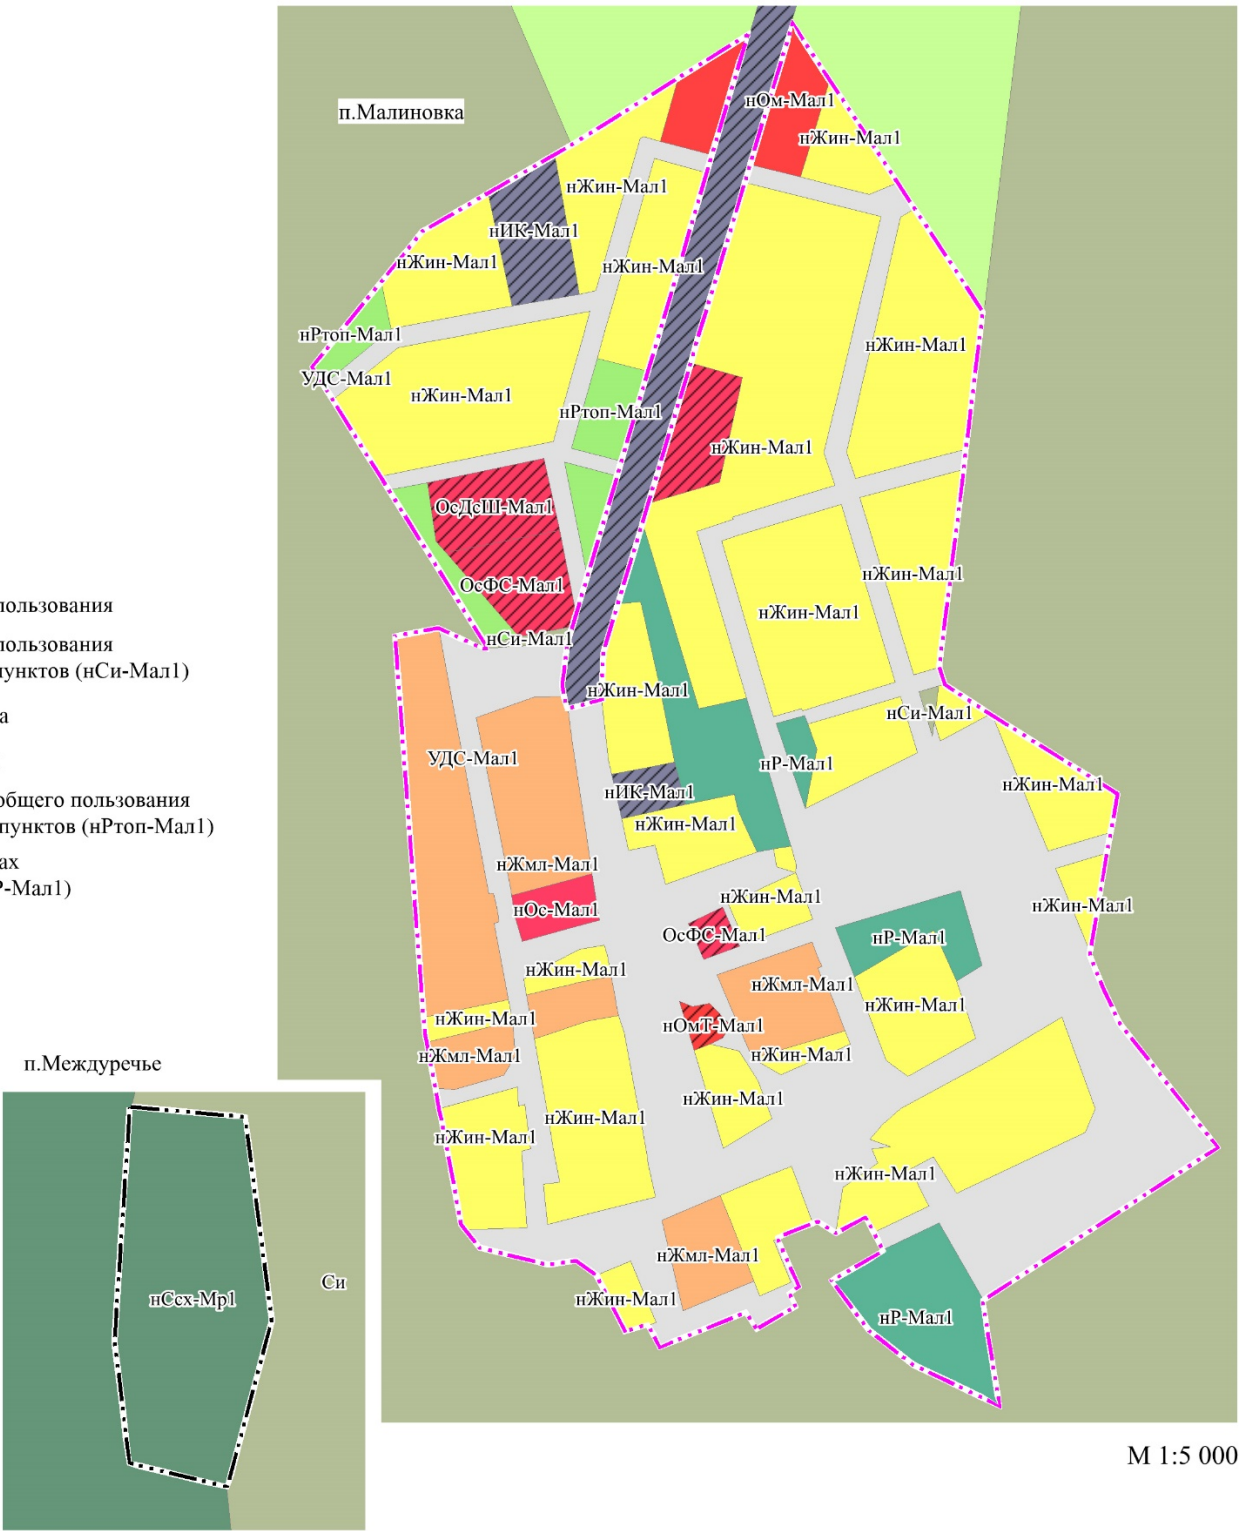 п.Малиновка
нОм-Мал1
нЖин-Мал1
нЖин-Мал1
нИК-Мал1
нЖин-Мал1
нЖин-Мал1
нРтоп-Мал1
нЖин-Мал1
УДС-Мал1
нЖин-Мал1
нРтоп-Мал1
нЖин-Мал1
ОсДсШ-Мал1
нЖин-Мал1
ОсФС-Мал1
пользования
нЖин-Мал1
нСи-Мал1
пользования
пунктов (нСи-Мал1)
нЖин-Мал1
нСи-Мал1
а
УДС-Мал1
нР-Мал1
нЖин-Мал1
нИК-Мал1
общего пользования
нЖин-Мал1
пунктов (нРтоп-Мал1)
ах
нЖмл-Мал1
Р-Мал1)
нЖин-Мал1
нЖин-Мал1
нОс-Мал1
ОсФС-Мал1
нР-Мал1
нЖин-Мал1
нЖмл-Мал1
нЖин-Мал1
нЖин-Мал1
нОмТ-Мал1
нЖмл-Мал1
нЖин-Мал1
п.Междуречье
нЖин-Мал1
нЖин-Мал1
нЖин-Мал1
нЖин-Мал1
нЖмл-Мал1
Си
нСсх-Мр1
нЖин-Мал1
нР-Мал1
М 1:5 000